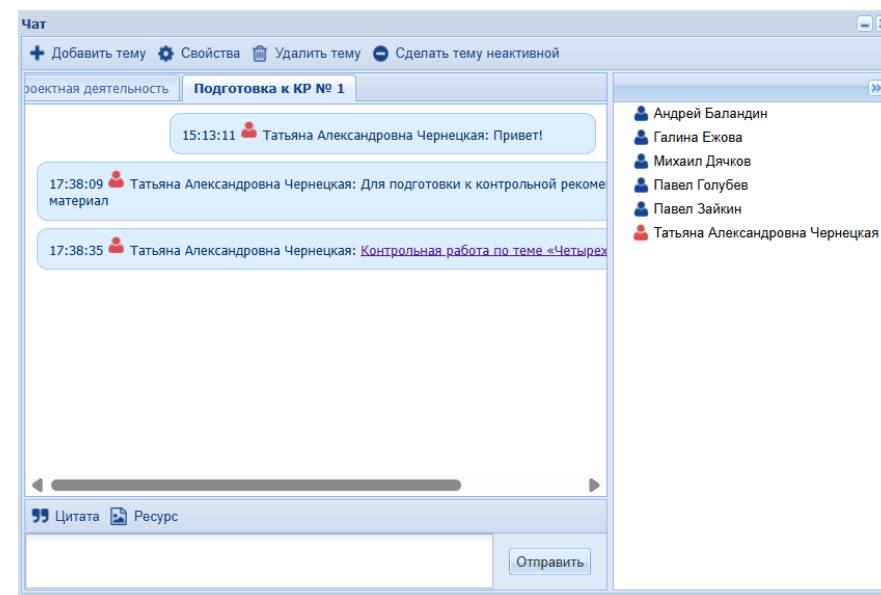 Чат
Добавить тему Свойства Удалить тему Сделать тему неактивной
роектная деятельность Подготовка к КР № 1
15:13:11 Татьяна Александровна Чернецкая: Привет!
17:38:09 Татьяна Александровна Чернецкая: Для подготовки к контрольной рекоме
материал
17:38:35 Татьяна Александровна Чернецкая: Контрольная работа по теме «Четырех
Цитата Ресурс
Отправить
Андрей Баландин
Галина Ежова
Михаил Дячков
Павел Голубев
Павел Зайкин
Татьяна Александровна Чернецкая